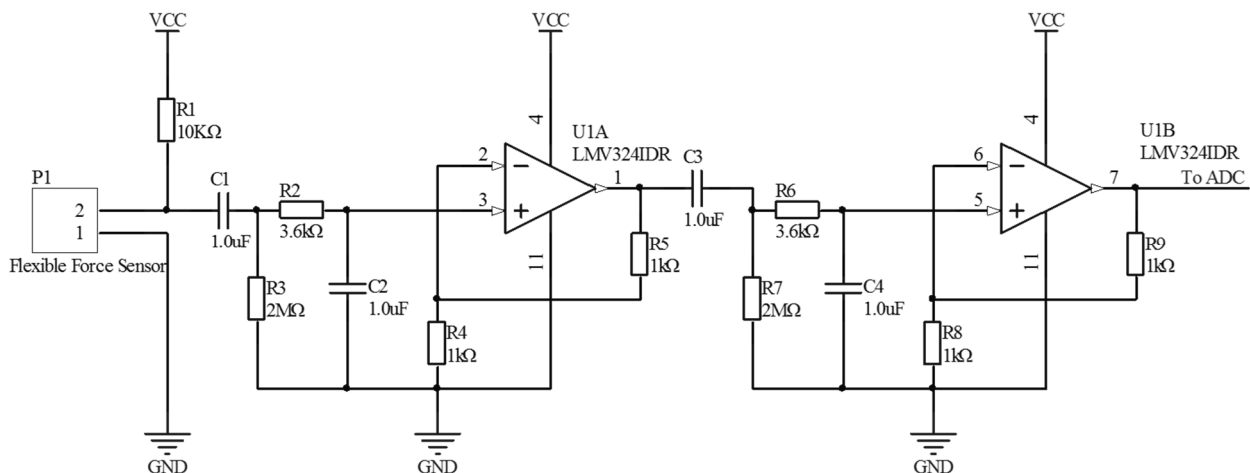 VCC
VCC
VCC
R1
10KΩ
4
U1A
LMV324IDR
4
U1B
LMV324IDR
P1
2
1
Flexible Force Sensor
C1
1.0uF
R2
3.6kΩ
2
3
1
C3
1.0uF
R6
3.6kΩ
6
5
7
To ADC
R3
2MΩ
C2
1.0uF
11
R5
1kΩ
R7
2MΩ
C4
1.0uF
11
R9
1kΩ
R4
1kΩ
R8
1kΩ
GND
GND
GND